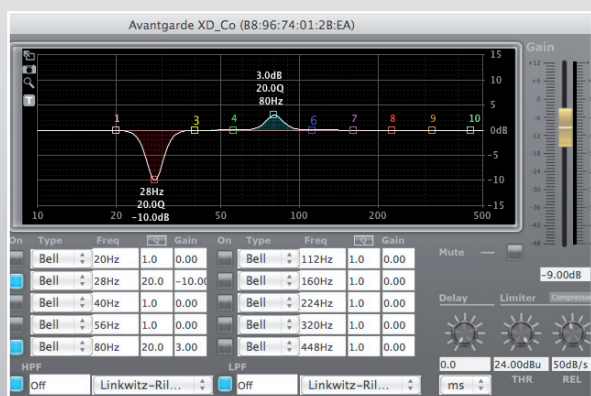 Avantgarde XD_Co (B8:96:74:01:2B:EA)
Gain
T
15
10
5
0dB
-5
-10
-15
3.0dB
20.0Q
80Hz
1 3 4 6 7 8 9 10
28Hz
20.0Q
-10.0dB
10 20 50 100 200 500
+12
+6
0
-6
-12
-18
-24
-30
-36
-42
-48
On Type Freq Q Gain On Type Freq Q Gain
Bell 20Hz 1.0 0.00 Bell 112Hz 1.0 0.00
Bell 28Hz 20.0 -10.00 Bell 160Hz 1.0 0.00
Bell 40Hz 1.0 0.00 Bell 224Hz 1.0 0.00
Bell 56Hz 1.0 0.00 Bell 320Hz 1.0 0.00
Bell 80Hz 20.0 3.00 Bell 448Hz 1.0 0.00
HPF LPF
Off Linkwitz-Ril... Off Linkwitz-Ril...
Mute
-9.00dB
Delay Limiter Compressor
0.0 24.00dBu 50dB/s
ms THR REL